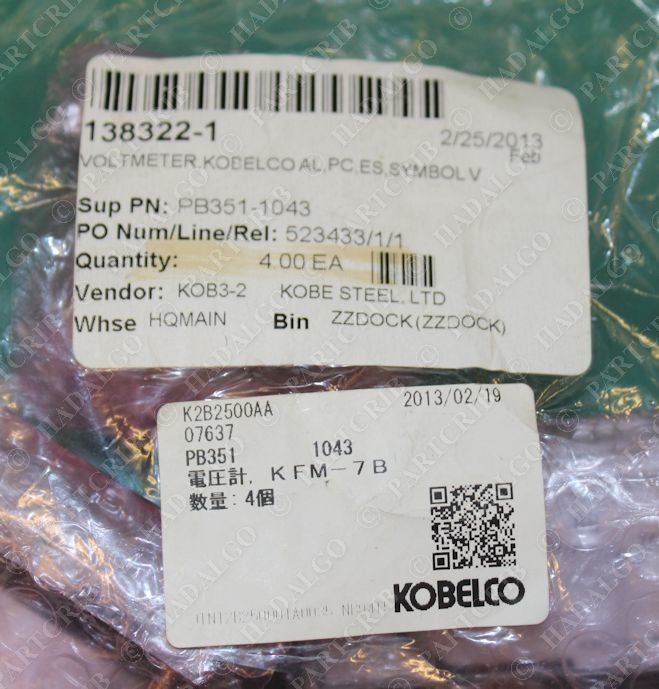 138322-1
2/25/2013
Feb
VOLTMETER,KOBELCO AL,PC,ES,SYMBOL V
Sup PN: PB351-1043
PO Num/Line/Rel: 523433/1/1
Quantity: 4.00 EA
Vendor: KOB3-2 KOBE STEEL, LTD
Whse HQMAIN Bin ZZDOCK(ZZDOCK)
K2B2500AA 2013/02/19
07637
PB351 1043
電圧計, KFM-7B
数量: 4個
KOBELCO
© HADALGO PARTCRIB